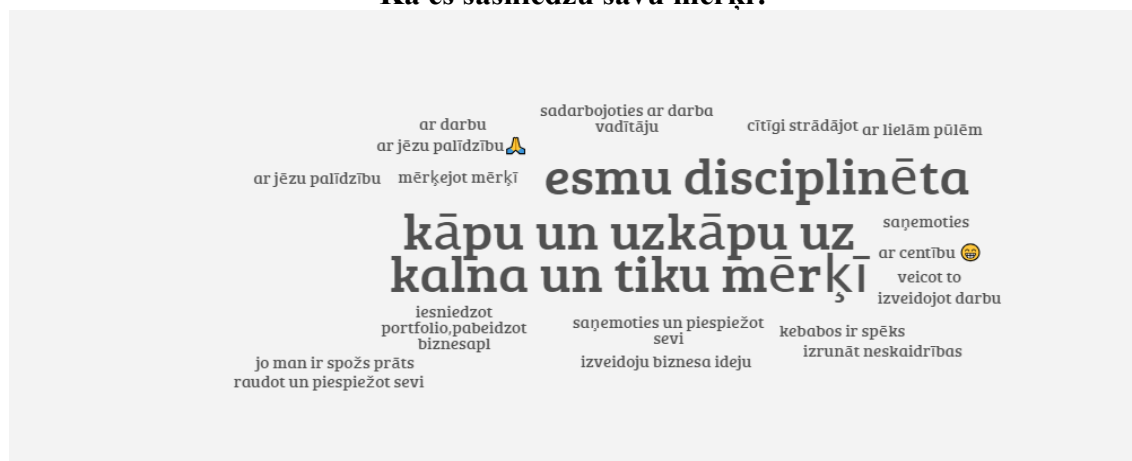 Kā es sasniedzu savu mērķi?
sadarbojoties ar darba
vadītāju
ar darbu
cītīgi strādājot
ar lielām pūlēm
ar jēzu palīdzību🙏
ar jēzu palīdzību
mērķejot mērķī
esmu disciplinēta
kāpu un uzkāpu uz
kalna un tiku mērķī
saņemoties
ar centību 😁
veicot to
izveidojot darbu
iesniedzot
portfolio,pabeidzot
biznesapl
saņemoties un piespiežot
sevi
kebabos ir spēks
izrunāt neskaidrības
jo man ir spožs prāts
izveidoju biznesa ideju
raudot un piespiežot sevi